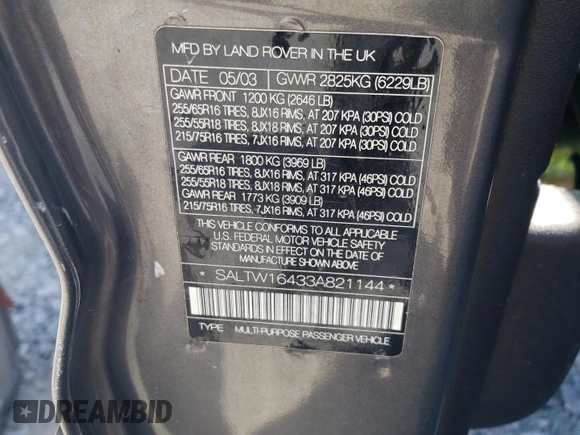 MFD BY LAND ROVER IN THE UK
DATE 05/03 GVWR 2825KG (6229LB)
GAWR FRONT 1200 KG (2646 LB)
255/65R16 TIRES, 8JX16 RIMS, AT 207 KPA (30PSI) COLD
255/55R18 TIRES, 8JX18 RIMS, AT 207 KPA (30PSI) COLD
215/75R16 TIRES, 7JX16 RIMS, AT 207 KPA (30PSI) COLD
GAWR REAR 1800 KG (3969 LB)
255/65R16 TIRES, 8JX16 RIMS, AT 317 KPA (46PSI) COLD
255/55R18 TIRES, 8JX18 RIMS, AT 317 KPA (46PSI) COLD
GAWR REAR 1773 KG (3909 LB)
215/75R16 TIRES, 7JX16 RIMS, AT 317 KPA (46PSI) COLD
THIS VEHICLE CONFORMS TO ALL APPLICABLE
U.S. FEDERAL MOTOR VEHICLE SAFETY
STANDARDS IN EFFECT ON THE DATE OF
MANUFACTURE SHOWN ABOVE
* SALTW16433A821144 *
TYPE MULTI-PURPOSE PASSENGER VEHICLE
DREAMBID